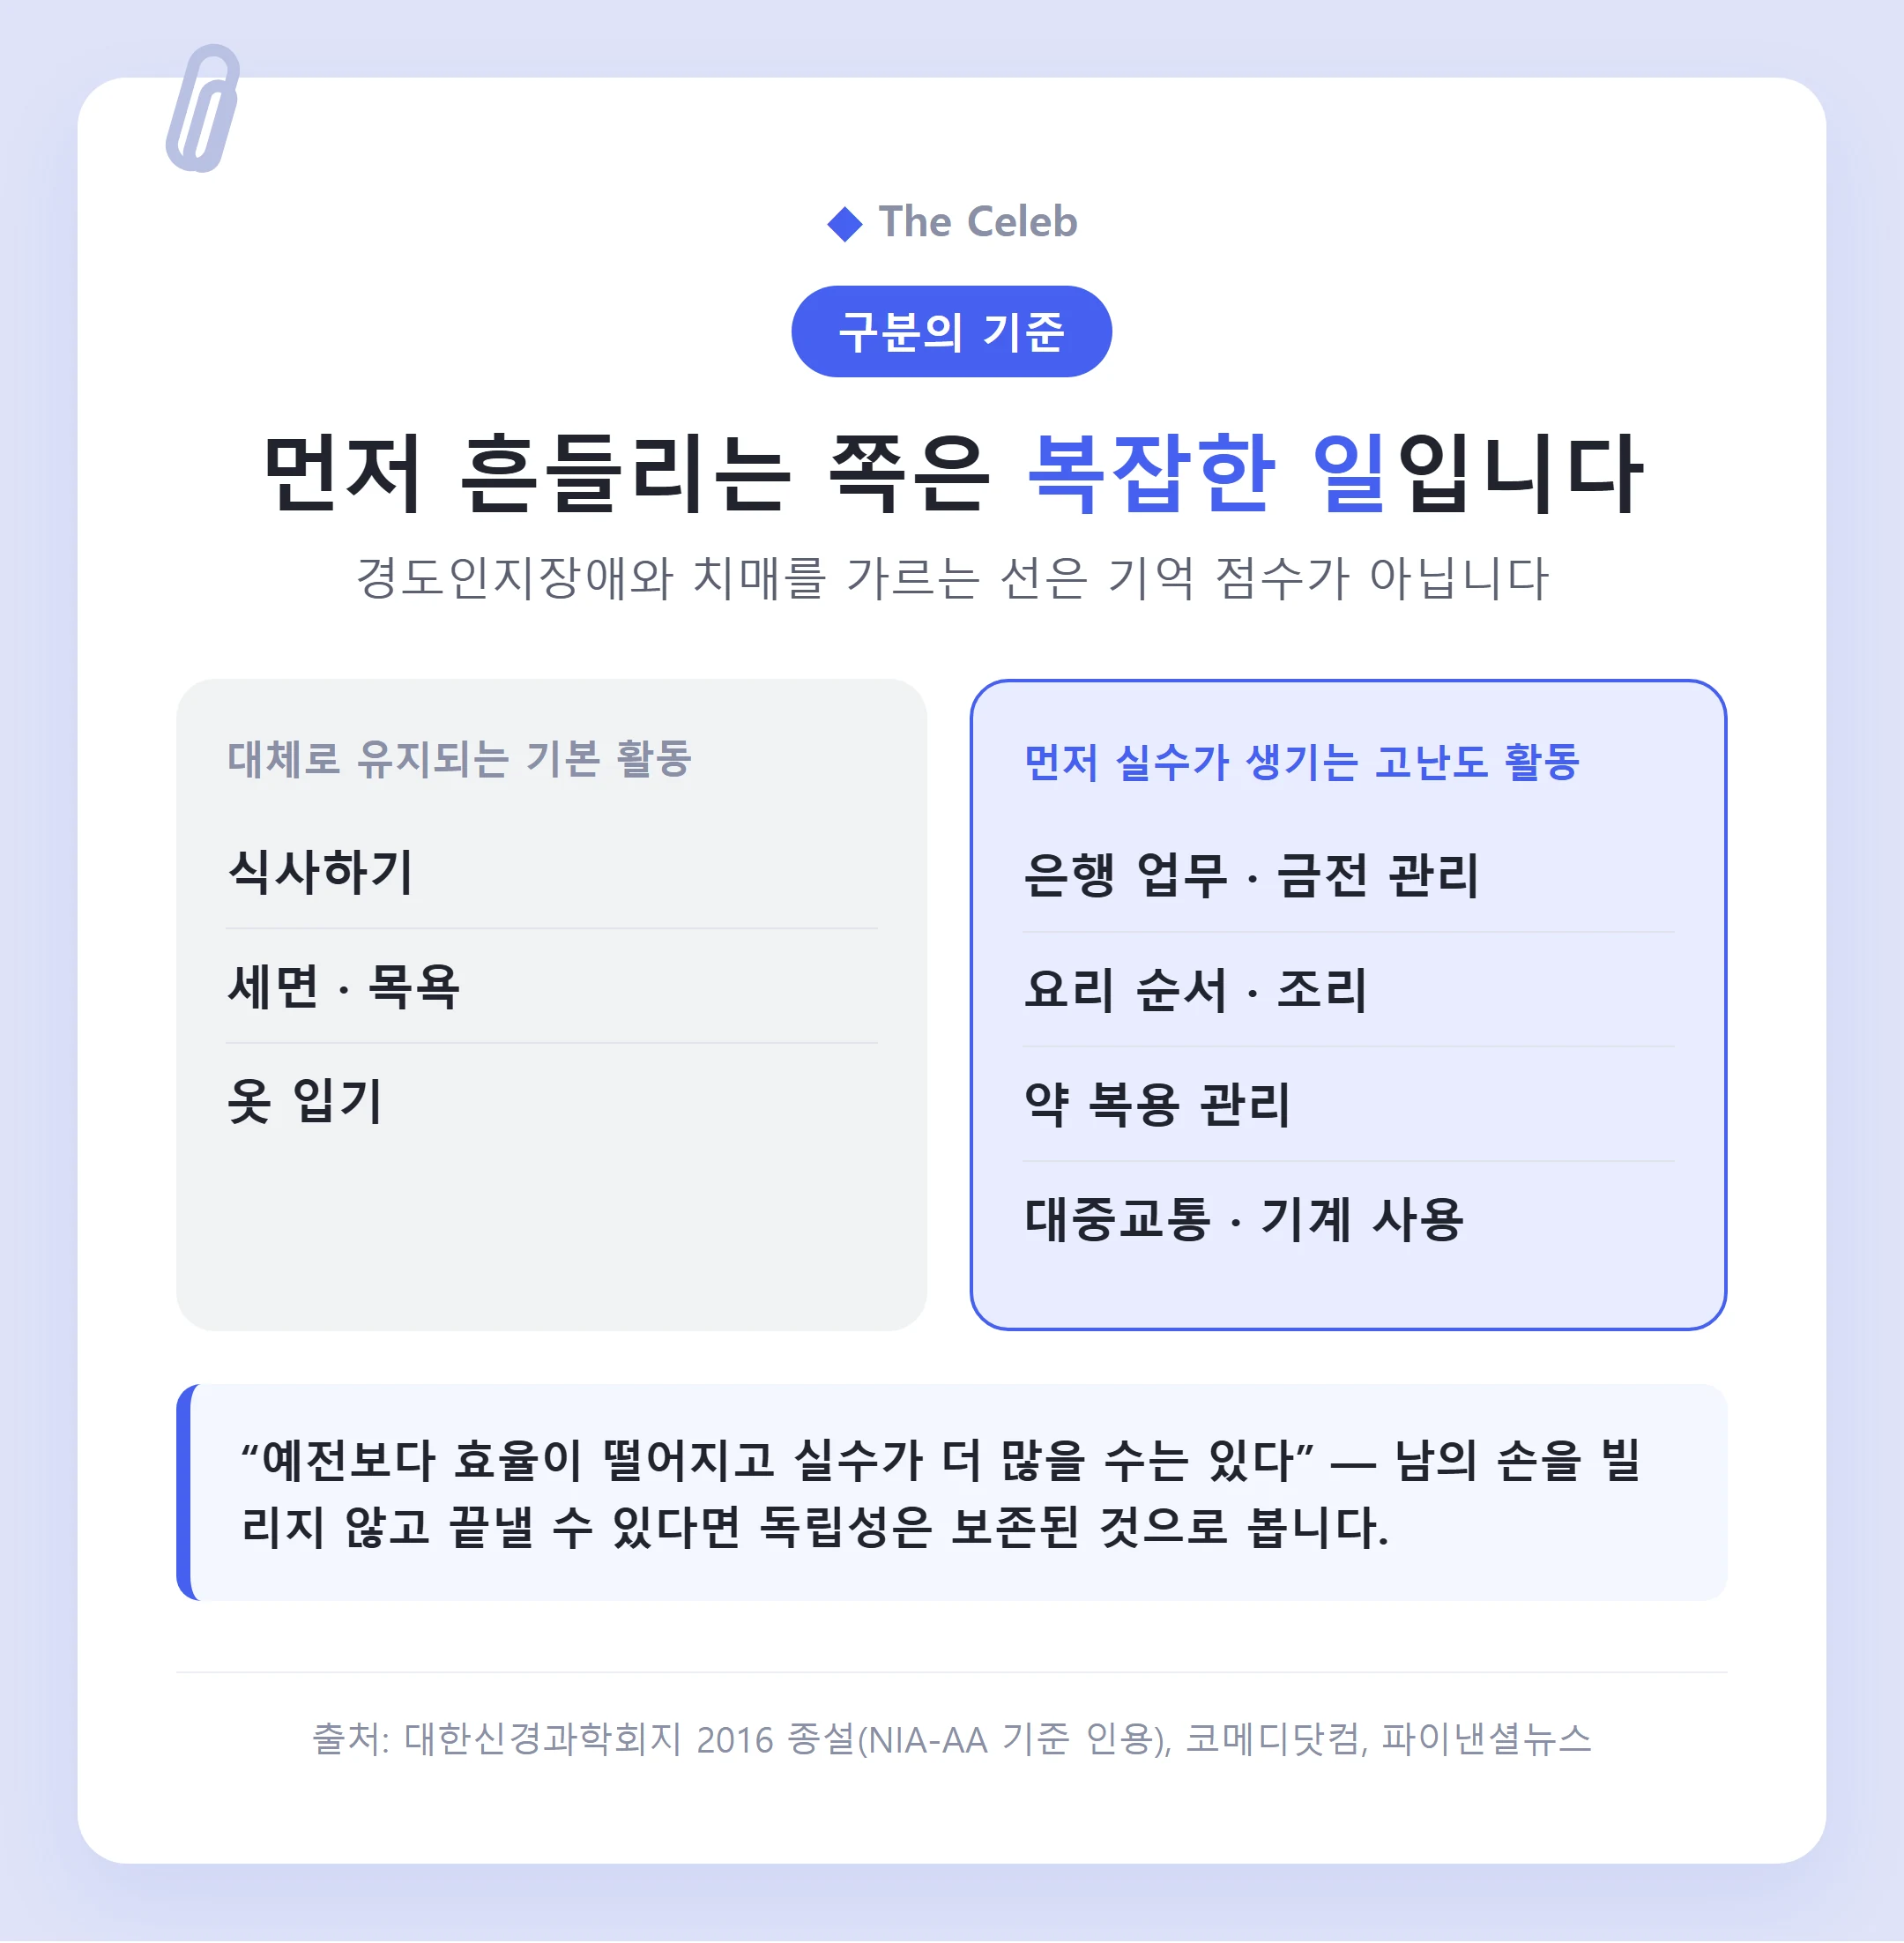 The Celeb
구분의 기준
먼저 흔들리는 쪽은 복잡한 일입니다
경도인지장애와 치매를 가르는 선은 기억 점수가 아닙니다
대체로 유지되는 기본 활동
식사하기
세면 · 목욕
옷 입기
먼저 실수가 생기는 고난도 활동
은행 업무 · 금전 관리
요리 순서 · 조리
약 복용 관리
대중교통 · 기계 사용
“예전보다 효율이 떨어지고 실수가 더 많을 수는 있다” — 남의 손을 빌
리지 않고 끝낼 수 있다면 독립성은 보존된 것으로 봅니다.
출처: 대한신경과학회지 2016 종설(NIA-AA 기준 인용), 코메디닷컴, 파이낸셜뉴스